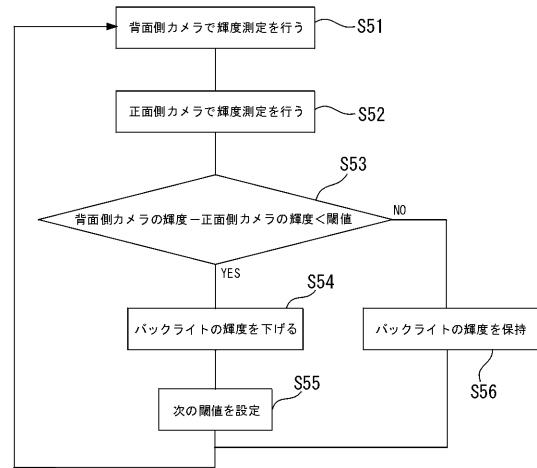 背面側カメラで輝度測定を行う
S51
正面側カメラで輝度測定を行う
S52
S53
背面側カメラの輝度－正面側カメラの輝度＜閾値
NO
YES
S54
バックライトの輝度を下げる
バックライトの輝度を保持
S55
S56
次の閾値を設定